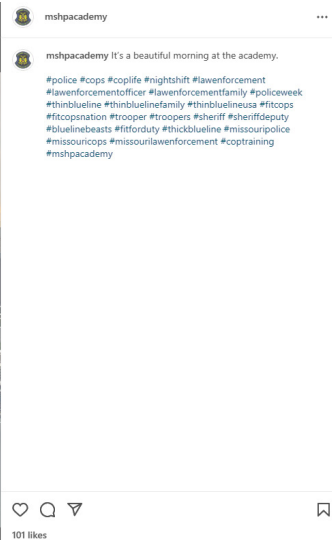 mshpacademy
mshpacademy It's a beautiful morning at the academy.
#police #cops #coplife #nightshift #lawenforcement
#lawenforcementofficer #lawenforcementfamily #policeweek
#thinblueline #thinbluelinefamily #thinbluelineusa #fitcops
#fitcopsnation #trooper #troopers #sheriff #sheriffdeputy
#bluelinebeasts #fitforduty #thickblueline #missouripolice
#missouricops #missourilawenforcement #coptraining
#mshpacademy
101 likes